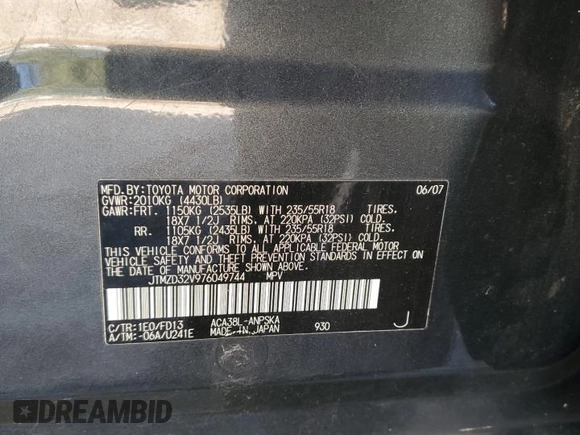 MFD.BY:TOYOTA MOTOR CORPORATION 06/07
GVWR:2010KG (4430LB)
GAWR:FRT. 1150KG (2535LB) WITH 235/55R18 TIRES.
18X7 1/2J RIMS, AT 220KPA (32PSI) COLD.
RR. 1105KG (2435LB) WITH 235/55R18 TIRES.
18X7 1/2J RIMS, AT 220KPA (32PSI) COLD.
THIS VEHICLE CONFORMS TO ALL APPLICABLE FEDERAL MOTOR
VEHICLE SAFETY AND THEFT PREVENTION STANDARDS IN
EFFECT ON THE DATE OF MANUFACTURE SHOWN ABOVE.
JTMZD32V976049744 MPV
C/TR:1E0/FD13 ACA38L-ANPSKA
A/TM:-06A/U241E MADE IN JAPAN 930 J
DREAMBID